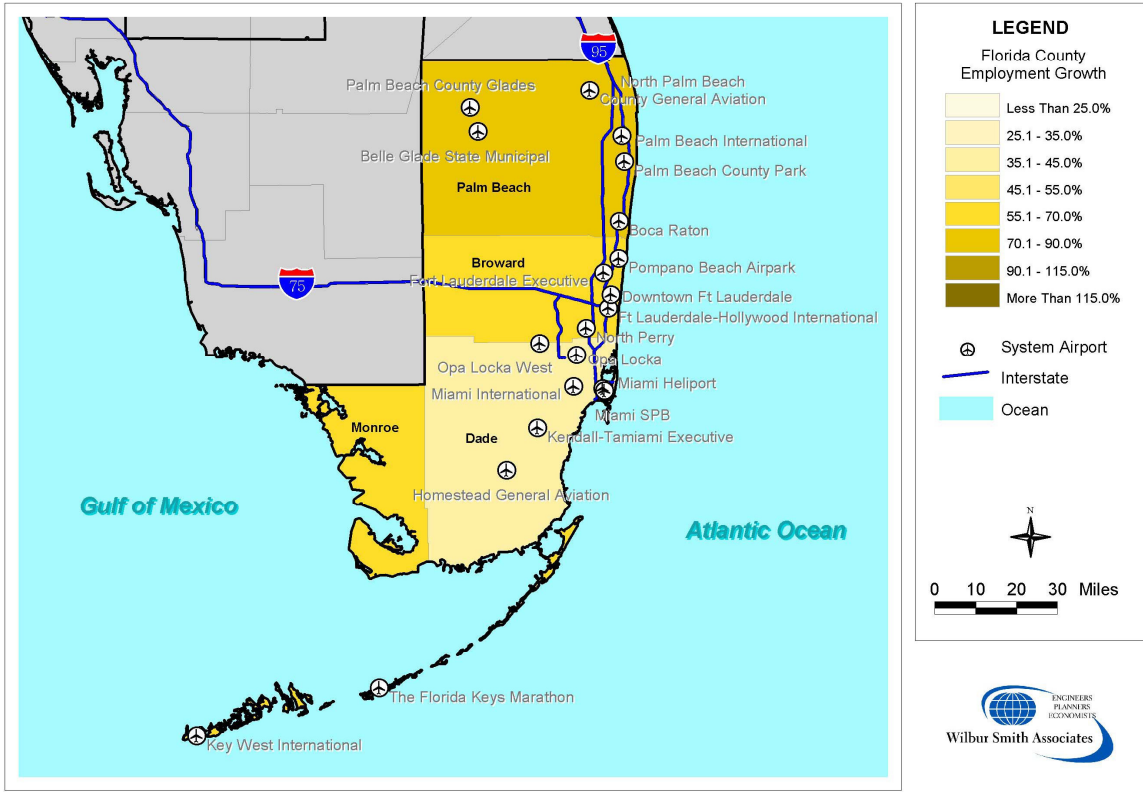 95
North Palm Beach
County General Aviation
Palm Beach County Glades
Palm Beach International
Belle Glade State Municipal
Palm Beach County Park
Palm Beach
Boca Raton
Broward
Pompano Beach Airpark
Fort Lauderdale Executive
75
Downtown Ft Lauderdale
Ft Lauderdale-Hollywood International
North Perry
Opa Locka
Opa Locka West
Miami Heliport
Miami International
Miami SPB
Monroe
Dade
Kendall-Tamiami Executive
Homestead General Aviation
Gulf of Mexico
Atlantic Ocean
The Florida Keys Marathon
Key West International
LEGEND
Florida County
Employment Growth
Less Than 25.0%
25.1 - 35.0%
35.1 - 45.0%
45.1 - 55.0%
55.1 - 70.0%
70.1 - 90.0%
90.1 - 115.0%
More Than 115.0%
System Airport
Interstate
Ocean
N
0 10 20 30 Miles
ENGINEERS
PLANNERS
ECONOMISTS
Wilbur Smith Associates